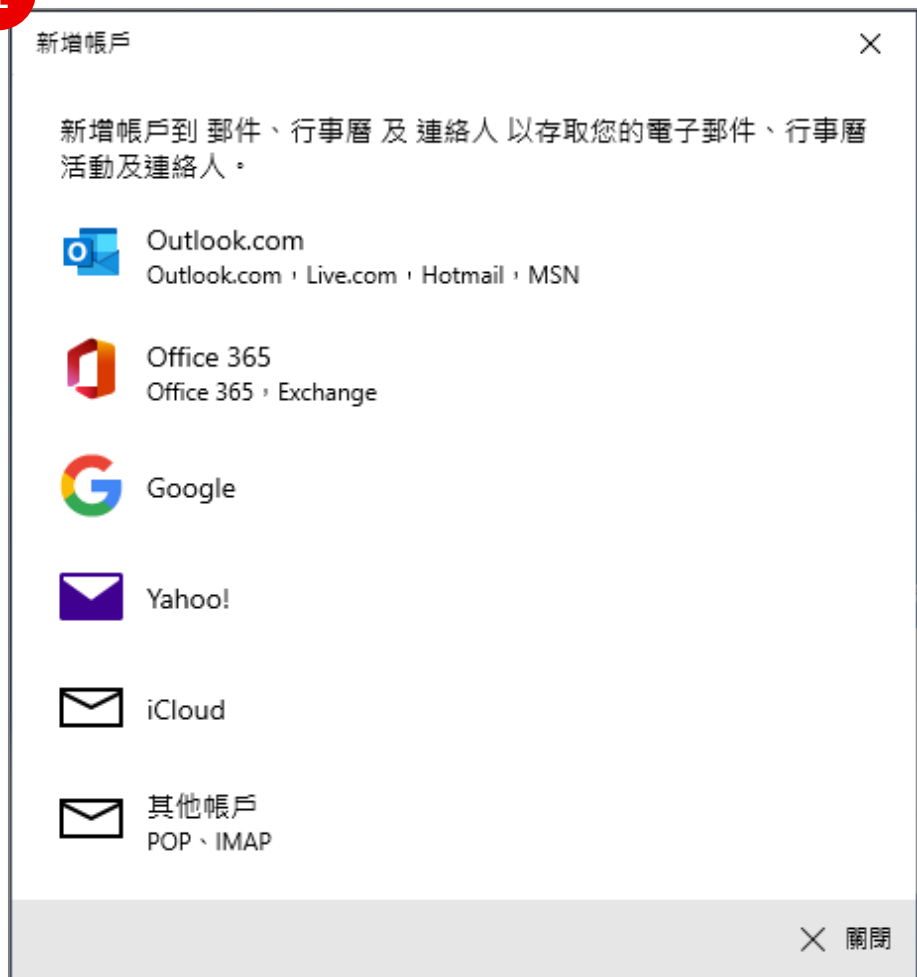 新增帳戶
新增帳戶到 郵件、行事曆 及 連絡人 以存取您的電子郵件、行事曆
活動及連絡人。
Outlook.com
Outlook.com，Live.com，Hotmail，MSN
Office 365
Office 365，Exchange
Google
Yahoo!
iCloud
其他帳戶
POP、IMAP
關閉